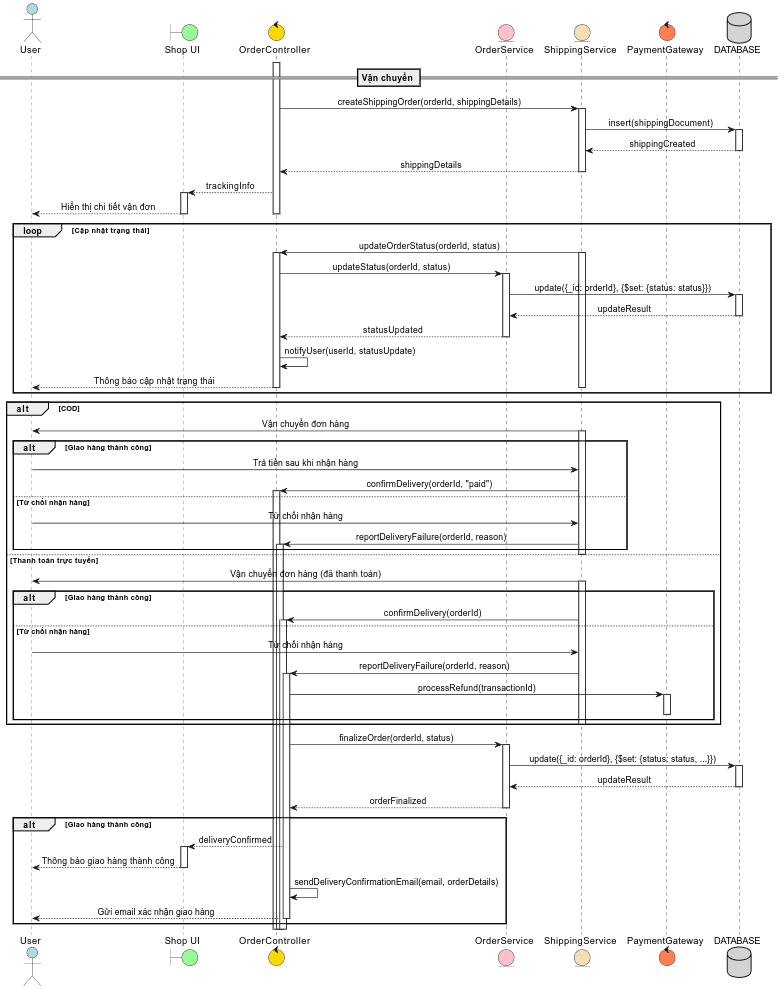 User Shop UI OrderController OrderService ShippingService PaymentGateway DATABASE
Vận chuyển
createShippingOrder(orderId, shippingDetails)
insert(shippingDocument)
shippingCreated
shippingDetails
trackingInfo
Hiển thị chi tiết vận đơn
loop [Cập nhật trạng thái]
updateOrderStatus(orderId, status)
updateStatus(orderId, status)
update({_id: orderId}, {$set: {status: status}})
updateResult
statusUpdated
notifyUser(userId, statusUpdate)
Thông báo cập nhật trạng thái
alt [COD]
Vận chuyển đơn hàng
alt [Giao hàng thành công]
Trả tiền sau khi nhận hàng
confirmDelivery(orderId, "paid")
[Từ chối nhận hàng]
Từ chối nhận hàng
reportDeliveryFailure(orderId, reason)
[Thanh toán trực tuyến]
Vận chuyển đơn hàng (đã thanh toán)
alt [Giao hàng thành công]
confirmDelivery(orderId)
[Từ chối nhận hàng]
Từ chối nhận hàng
reportDeliveryFailure(orderId, reason)
processRefund(transactionId)
finalizeOrder(orderId, status)
update({_id: orderId}, {$set: {status: status, ...}})
updateResult
orderFinalized
alt [Giao hàng thành công]
deliveryConfirmed
Thông báo giao hàng thành công
sendDeliveryConfirmationEmail(email, orderDetails)
Gửi email xác nhận giao hàng
User Shop UI OrderController OrderService ShippingService PaymentGateway DATABASE